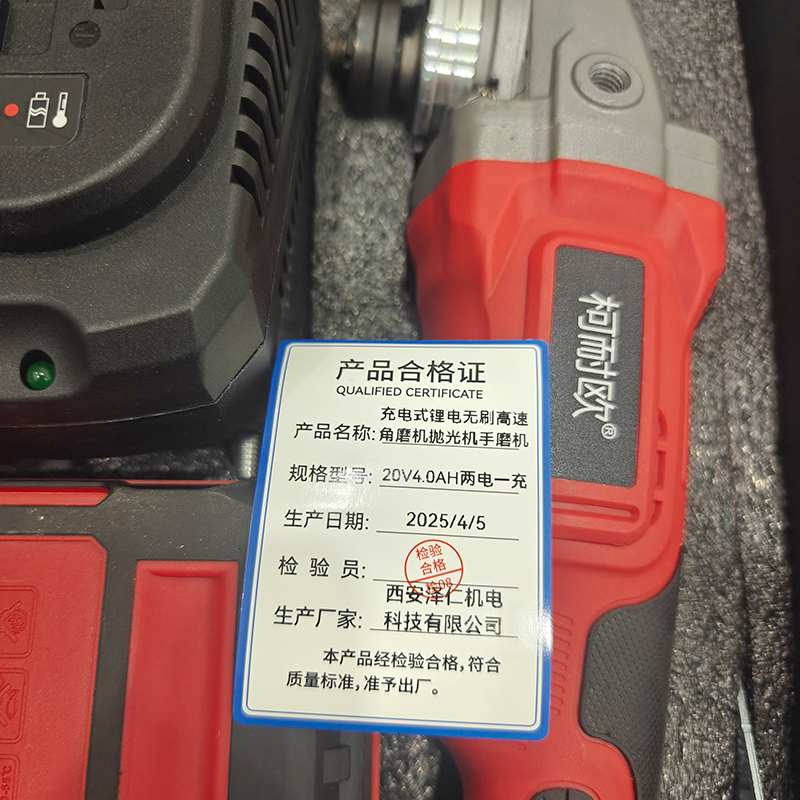 柯耐欧®
产品合格证
QUALIFIED CERTIFICATE
充电式锂电无刷高速
产品名称:角磨机抛光机手磨机
规格型号:20V4.0AH两电一充
生产日期: 2025/4/5
检验员:
检验
合格
检08
西安泽仁机电
生产厂家: 科技有限公司
本产品经检验合格,符合
质量标准,准予出厂。